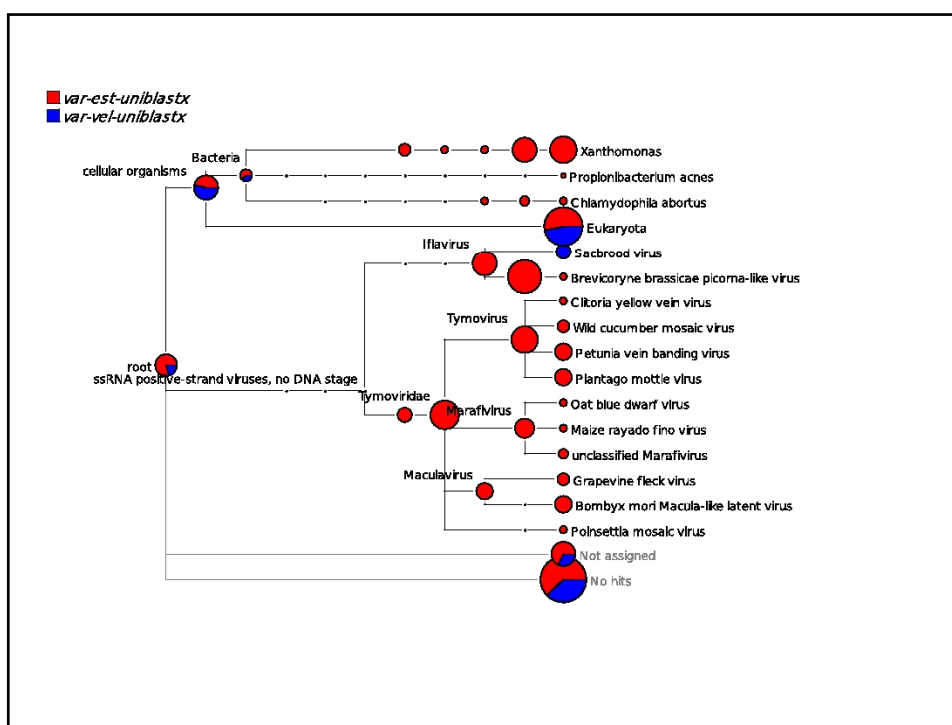 var-est-uniblastx
var-vel-uniblastx
Bacteria
cellular organisms
Xanthomonas
Propionibacterium acnes
Chlamydophila abortus
Eukaryota
Iflavirus
Sacbrood virus
Brevicoryne brassicae picorna-like virus
Clitoria yellow vein virus
Tymovirus
Wild cucumber mosaic virus
Petunia vein banding virus
root
ssRNA positive-strand viruses, no DNA stage
Plantago mottle virus
Tymoviridae
Marafivirus
Oat blue dwarf virus
Maize rayado fino virus
unclassified Marafivirus
Maculavirus
Grapevine fleck virus
Bombyx mori Macula-like latent virus
Poinsettia mosaic virus
Not assigned
No hits